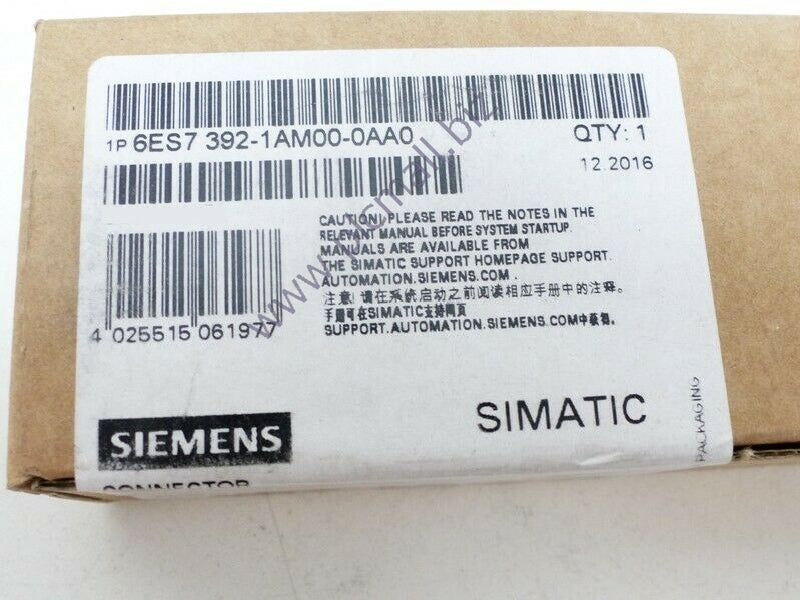 1P 6ES7 392-1AM00-0AA0
QTY: 1
12.2016
CAUTION! PLEASE READ THE NOTES IN THE
RELEVANT MANUAL BEFORE SYSTEM STARTUP.
MANUALS ARE AVAILABLE FROM
THE SIMATIC SUPPORT HOMEPAGE SUPPORT.
AUTOMATION.SIEMENS.COM .
注意! 请在系统启动之前阅读相应手册中的注释。
手册可在SIMATIC支持网页
SUPPORT.AUTOMATION.SIEMENS.COM中获得。
4 025515 061977
SIEMENS
SIMATIC
CONNECTOR
PACKAGING
www.plcmall.biz